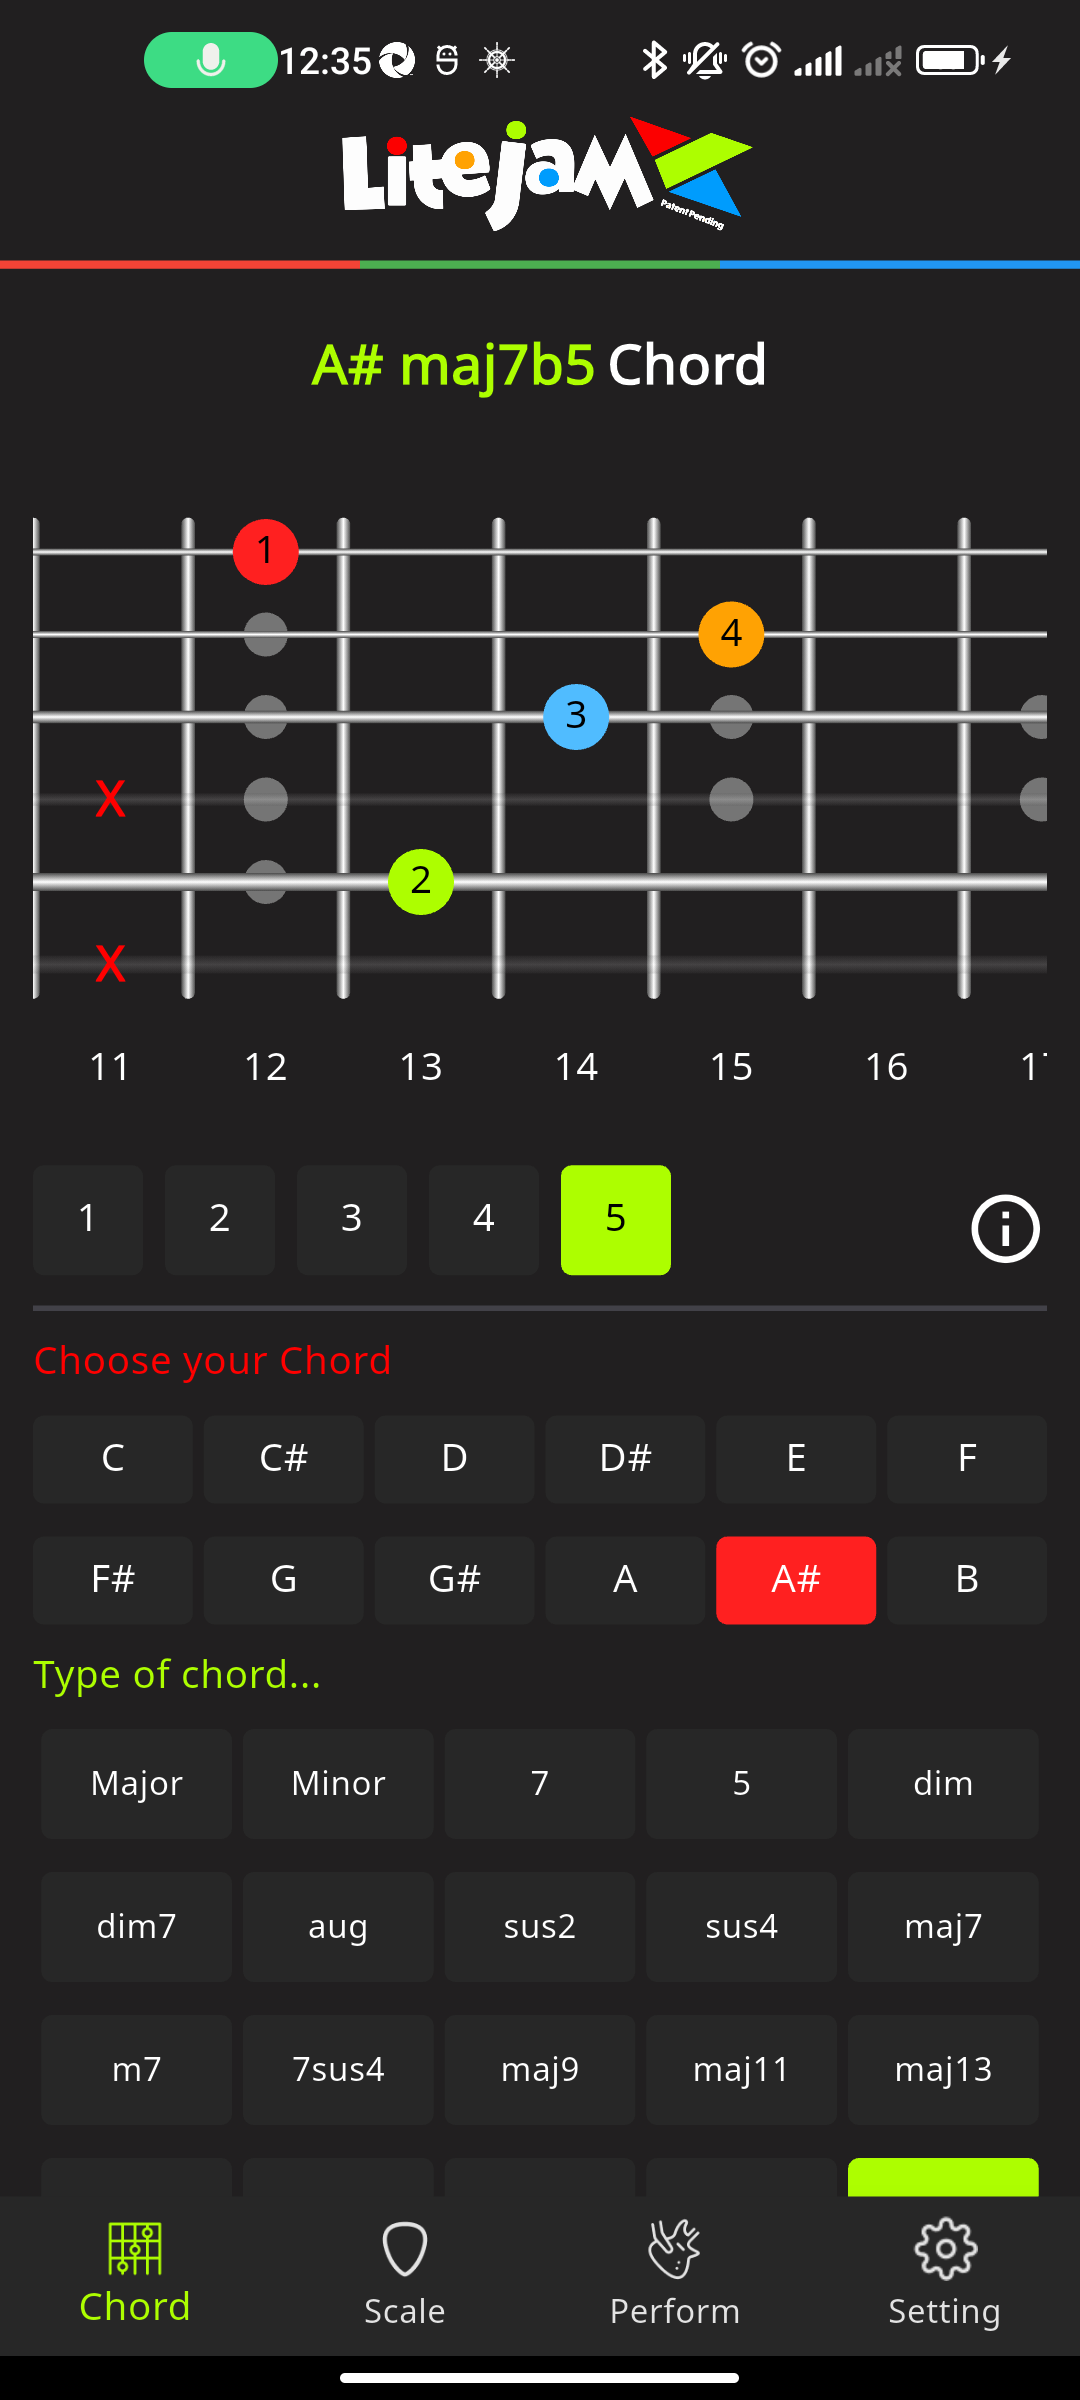 12:35
Litejam
Patent Pending
A# maj7b5 Chord
1
4
3
X
2
X
11 12 13 14 15 16
1 2 3 4 5
Choose your Chord
C C# D D# E F
F# G G# A A# B
Type of chord...
Major Minor 7 5 dim
dim7 aug sus2 sus4 maj7
m7 7sus4 maj9 maj11 maj13
Chord Scale Perform Setting